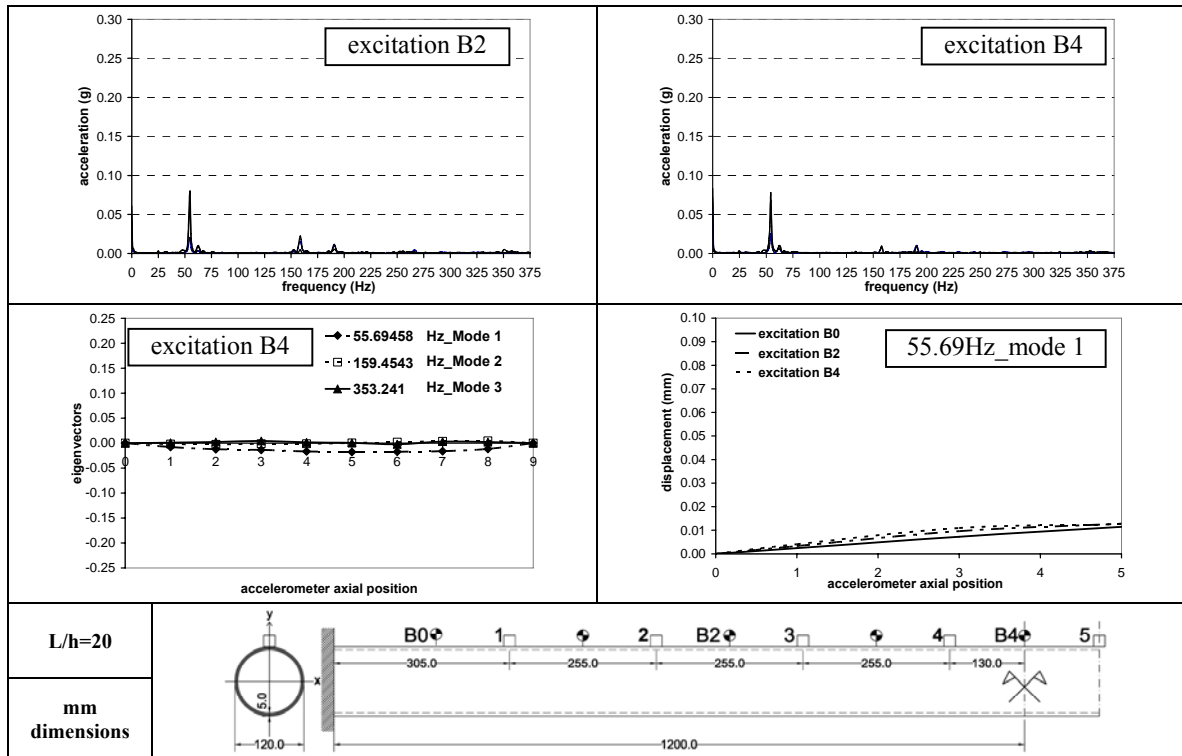 excitation B2
acceleration (g)
0.30
0.25
0.20
0.15
0.10
0.05
0.00
0 25 50 75 100 125 150 175 200 225 250 275 300 325 350 375
frequency (Hz)
excitation B4
acceleration (g)
0.30
0.25
0.20
0.15
0.10
0.05
0.00
0 25 50 75 100 125 150 175 200 225 250 275 300 325 350 375
frequency (Hz)
excitation B4
55.69458 Hz_Mode 1
159.4543 Hz_Mode 2
353.241 Hz_Mode 3
eigenvectors
0.25
0.20
0.15
0.10
0.05
0.00
-0.05
-0.10
-0.15
-0.20
-0.25
0 1 2 3 4 5 6 7 8 9
accelerometer axial position
excitation B0
excitation B2
excitation B4
55.69Hz_mode 1
displacement (mm)
0.10
0.09
0.08
0.07
0.06
0.05
0.04
0.03
0.02
0.01
0.00
0 1 2 3 4 5
accelerometer axial position
L/h=20
mm
dimensions
y
x
5.0
120.0
B0 1 2 B2 3 4 B4 5
305.0 255.0 255.0 255.0 130.0
1200.0